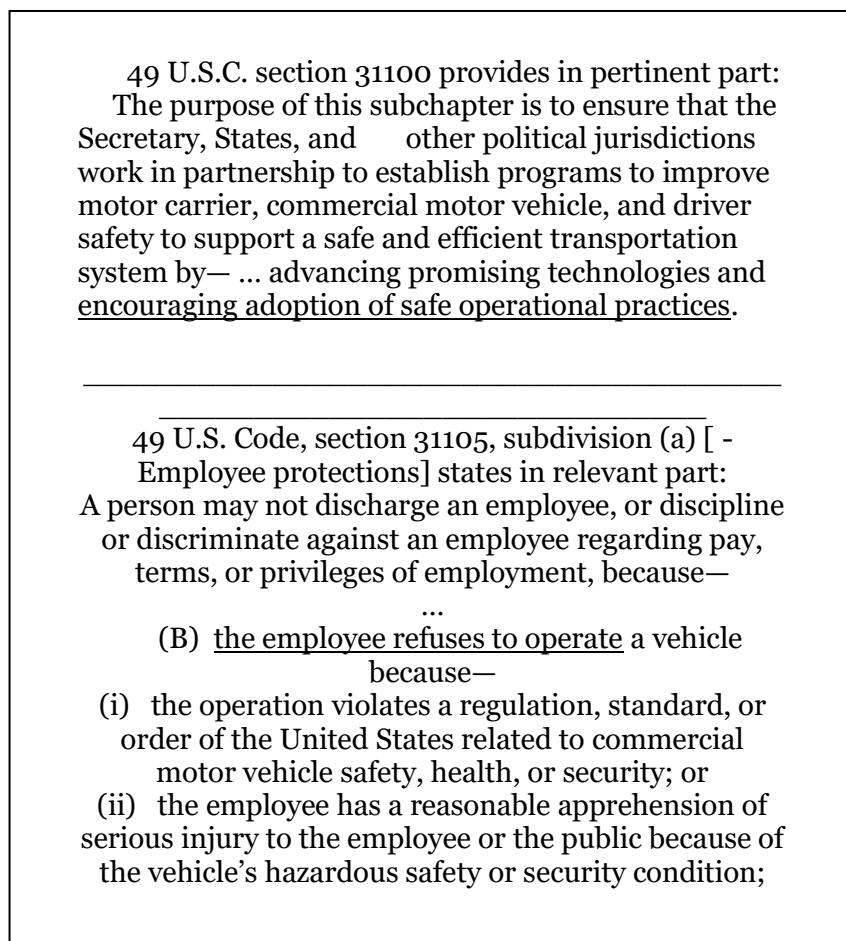 49 U.S.C. section 31100 provides in pertinent part:
The purpose of this subchapter is to ensure that the
Secretary, States, and other political jurisdictions
work in partnership to establish programs to improve
motor carrier, commercial motor vehicle, and driver
safety to support a safe and efficient transportation
system by— ... advancing promising technologies and
encouraging adoption of safe operational practices.
49 U.S. Code, section 31105, subdivision (a) [ -
Employee protections] states in relevant part:
A person may not discharge an employee, or discipline
or discriminate against an employee regarding pay,
terms, or privileges of employment, because—
...
(B) the employee refuses to operate a vehicle
because—
(i) the operation violates a regulation, standard, or
order of the United States related to commercial
motor vehicle safety, health, or security; or
(ii) the employee has a reasonable apprehension of
serious injury to the employee or the public because of
the vehicle’s hazardous safety or security condition;